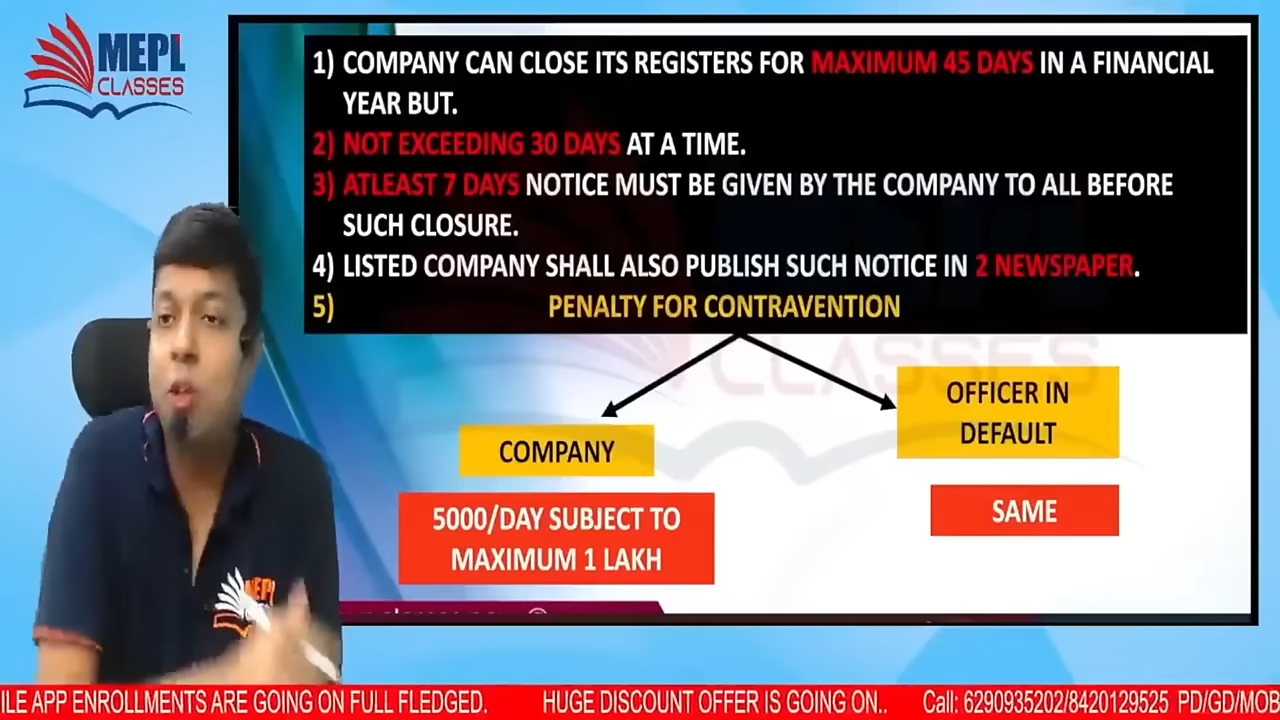 MEPL
CLASSES
1) COMPANY CAN CLOSE ITS REGISTERS FOR MAXIMUM 45 DAYS IN A FINANCIAL
YEAR BUT.
2) NOT EXCEEDING 30 DAYS AT A TIME.
3) ATLEAST 7 DAYS NOTICE MUST BE GIVEN BY THE COMPANY TO ALL BEFORE
SUCH CLOSURE.
4) LISTED COMPANY SHALL ALSO PUBLISH SUCH NOTICE IN 2 NEWSPAPER.
5) PENALTY FOR CONTRAVENTION
CLASSES
COMPANY
5000/DAY SUBJECT TO
MAXIMUM 1 LAKH
OFFICER IN
DEFAULT
SAME
MEPL
ILE APP ENROLLMENTS ARE GOING ON FULL FLEDGED. HUGE DISCOUNT OFFER IS GOING ON.. Call: 6290935202/8420129525 PD/GD/MOB